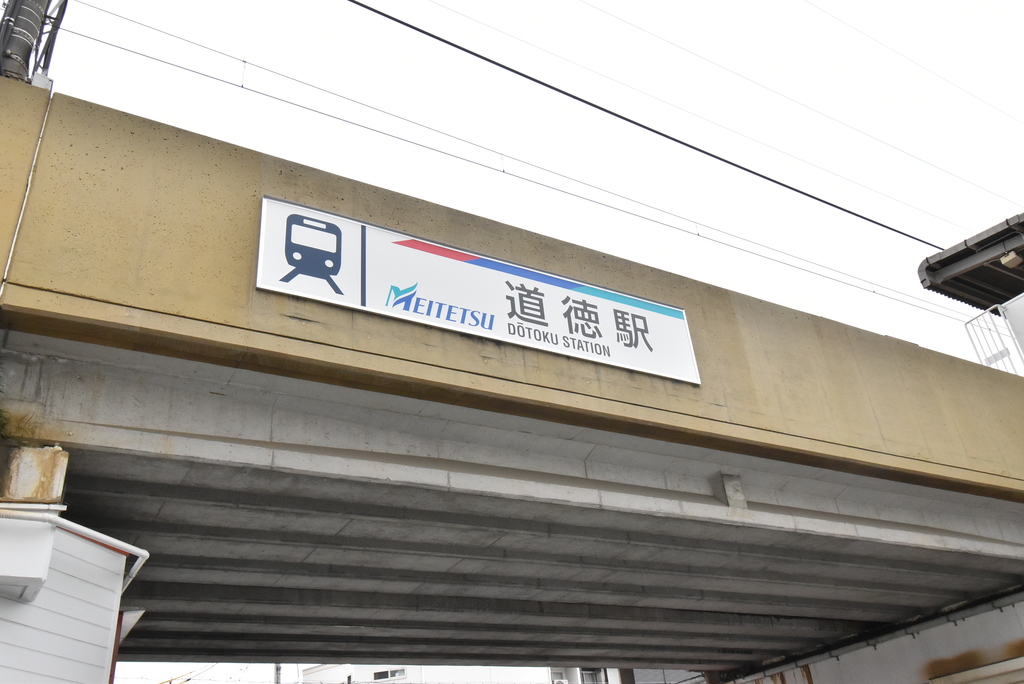 MEITETSU 道徳駅
DŌTOKU STATION